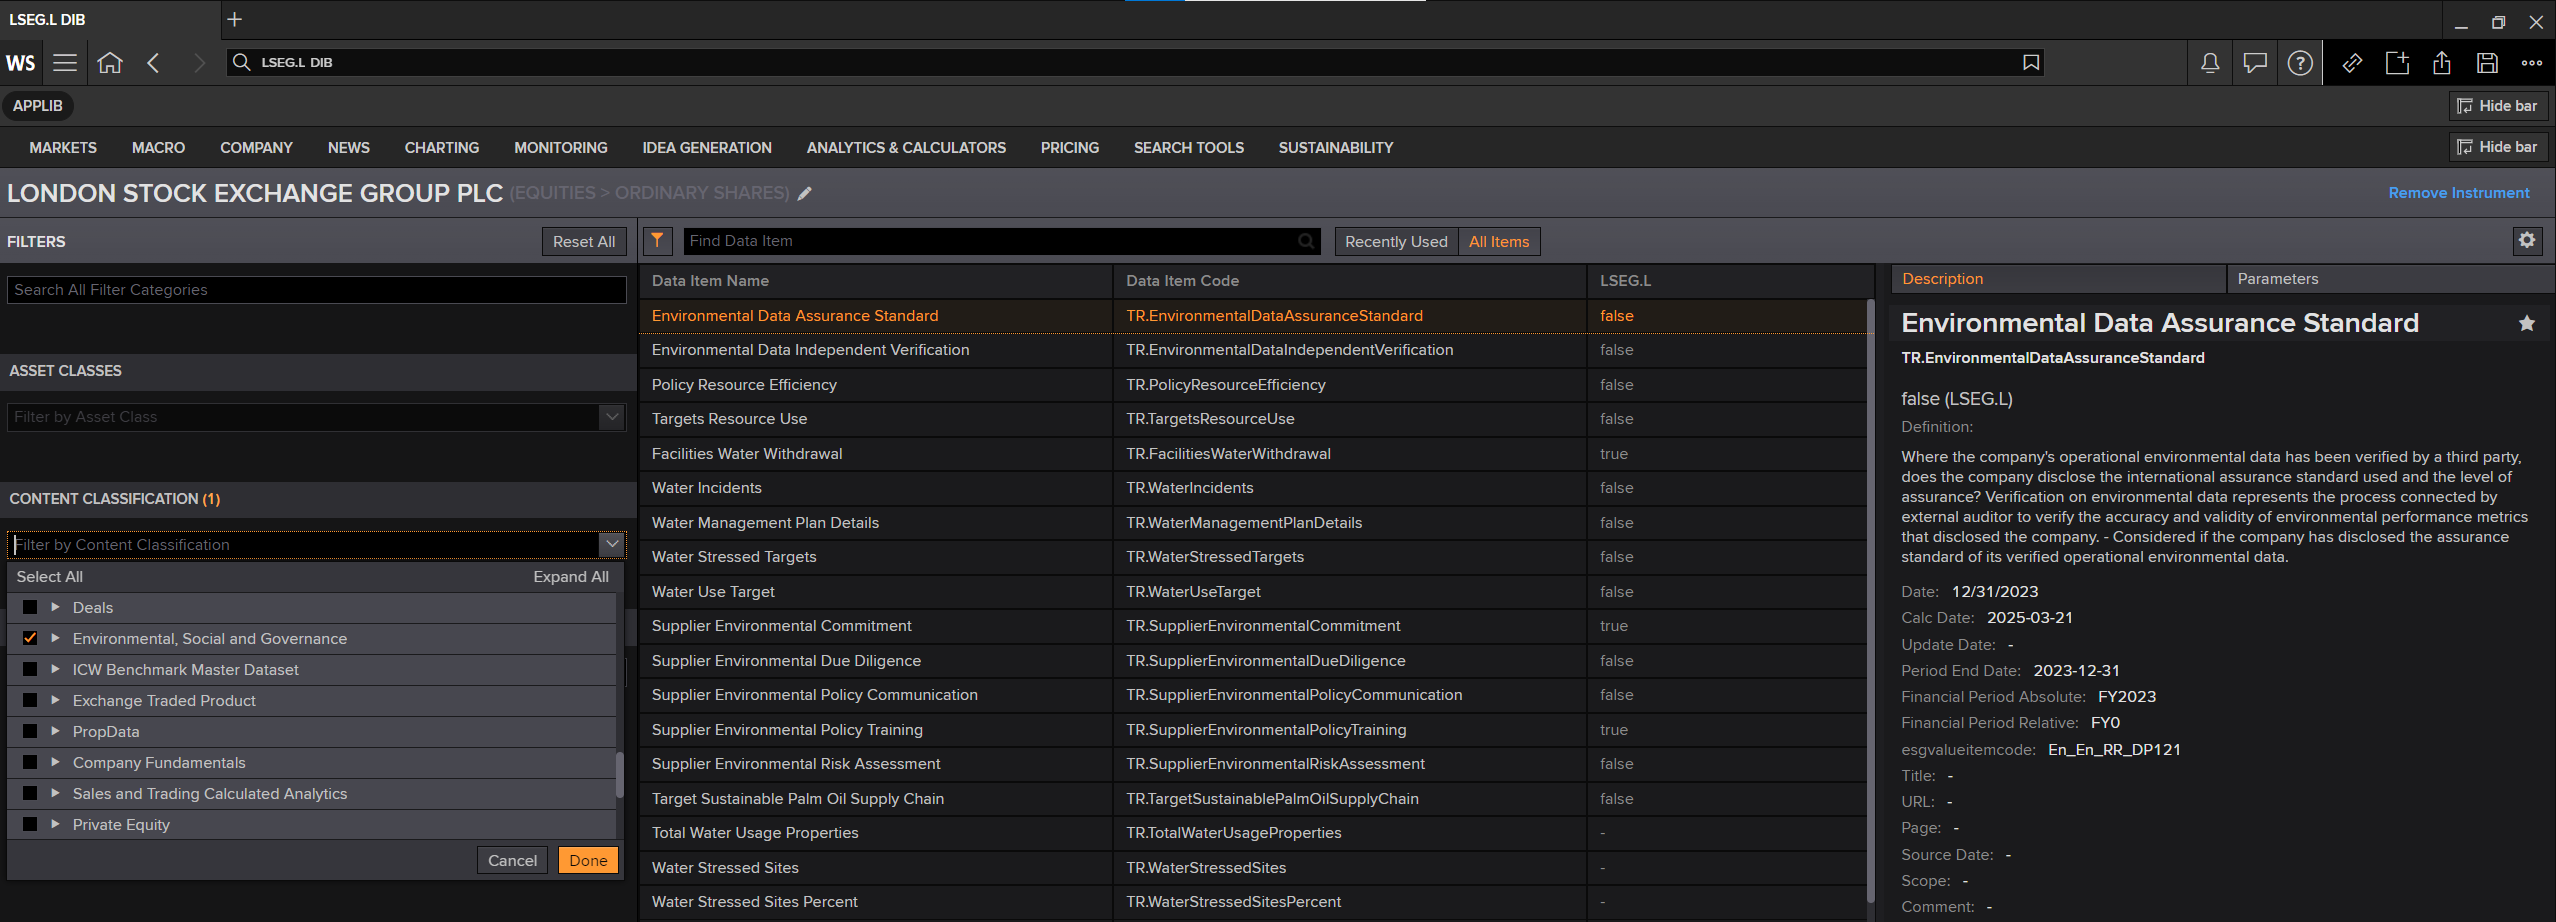 LSEG.L DIB
WS
LSEG.L DIB
APPLIB
Hide bar
MARKETS MACRO COMPANY NEWS CHARTING MONITORING IDEA GENERATION ANALYTICS & CALCULATORS PRICING SEARCH TOOLS SUSTAINABILITY
Hide bar
LONDON STOCK EXCHANGE GROUP PLC (EQUITIES > ORDINARY SHARES)
Remove Instrument
FILTERS
Reset All
Search All Filter Categories
ASSET CLASSES
Filter by Asset Class
CONTENT CLASSIFICATION (1)
Filter by Content Classification
Select All Expand All
Deals
Environmental, Social and Governance
ICW Benchmark Master Dataset
Exchange Traded Product
PropData
Company Fundamentals
Sales and Trading Calculated Analytics
Private Equity
Cancel Done
Find Data Item
Recently Used All Items
Data Item Name Data Item Code LSEG.L
Environmental Data Assurance Standard TR.EnvironmentalDataAssuranceStandard false
Environmental Data Independent Verification TR.EnvironmentalDataIndependentVerification false
Policy Resource Efficiency TR.PolicyResourceEfficiency false
Targets Resource Use TR.TargetsResourceUse false
Facilities Water Withdrawal TR.FacilitiesWaterWithdrawal true
Water Incidents TR.WaterIncidents false
Water Management Plan Details TR.WaterManagementPlanDetails false
Water Stressed Targets TR.WaterStressedTargets false
Water Use Target TR.WaterUseTarget false
Supplier Environmental Commitment TR.SupplierEnvironmentalCommitment true
Supplier Environmental Due Diligence TR.SupplierEnvironmentalDueDiligence false
Supplier Environmental Policy Communication TR.SupplierEnvironmentalPolicyCommunication false
Supplier Environmental Policy Training TR.SupplierEnvironmentalPolicyTraining true
Supplier Environmental Risk Assessment TR.SupplierEnvironmentalRiskAssessment false
Target Sustainable Palm Oil Supply Chain TR.TargetSustainablePalmOilSupplyChain false
Total Water Usage Properties TR.TotalWaterUsageProperties -
Water Stressed Sites TR.WaterStressedSites -
Water Stressed Sites Percent TR.WaterStressedSitesPercent -
Description Parameters
Environmental Data Assurance Standard
TR.EnvironmentalDataAssuranceStandard
false (LSEG.L)
Definition:
Where the company's operational environmental data has been verified by a third party,
does the company disclose the international assurance standard used and the level of
assurance? Verification on environmental data represents the process connected by
external auditor to verify the accuracy and validity of environmental performance metrics
that disclosed the company. - Considered if the company has disclosed the assurance
standard of its verified operational environmental data.
Date: 12/31/2023
Calc Date: 2025-03-21
Update Date: -
Period End Date: 2023-12-31
Financial Period Absolute: FY2023
Financial Period Relative: FY0
esgvalueitemcode: En_En_RR_DP121
Title: -
URL: -
Page: -
Source Date: -
Scope: -
Comment: -